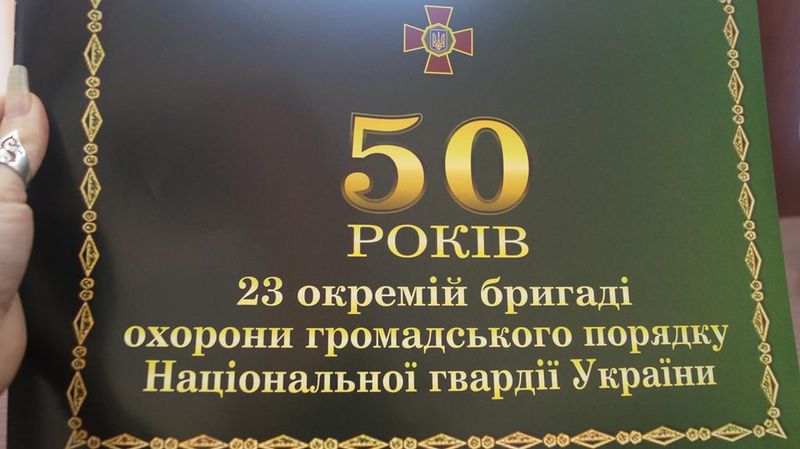 50
РОКІВ
23 окремій бригаді
охорони громадського порядку
Національної гвардії України